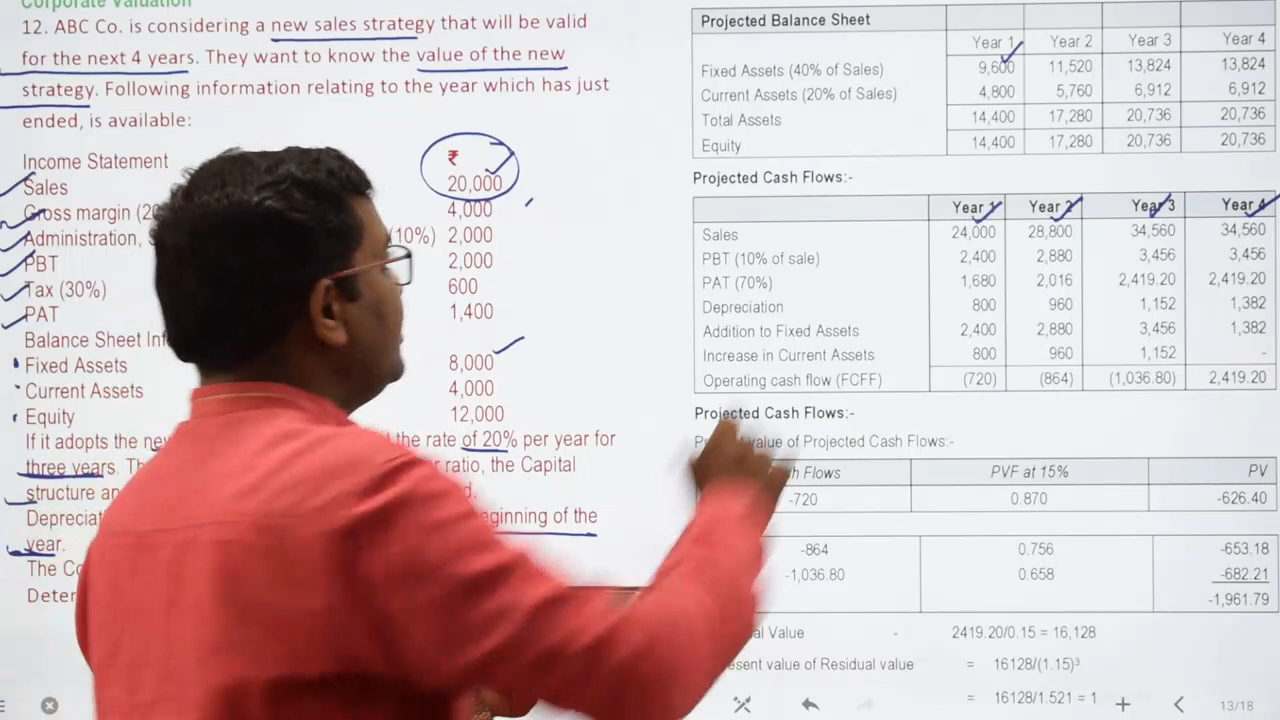 Corporate Valuation
12. ABC Co. is considering a new sales strategy that will be valid
for the next 4 years. They want to know the value of the new
strategy. Following information relating to the year which has just
ended, is available:
Income Statement ₹
Sales 20,000
Gross margin (20 4,000
Administration, (10%) 2,000
PBT 2,000
Tax (30%) 600
PAT 1,400
Balance Sheet
Fixed Assets 8,000
Current Assets 4,000
Equity 12,000
If it adopts the the rate of 20% per year for
three years. ratio, the Capital
structure
beginning of the
year.
The
Projected Balance Sheet
Year 1 Year 2 Year 3 Year 4
Fixed Assets (40% of Sales) 9,600 11,520 13,824 13,824
Current Assets (20% of Sales) 4,800 5,760 6,912 6,912
Total Assets 14,400 17,280 20,736 20,736
Equity 14,400 17,280 20,736 20,736
Projected Cash Flows:-
Year 1 Year 2 Year 3 Year 4
Sales 24,000 28,800 34,560 34,560
PBT (10% of sale) 2,400 2,880 3,456 3,456
PAT (70%) 1,680 2,016 2,419.20 2,419.20
Depreciation 800 960 1,152 1,382
Addition to Fixed Assets 2,400 2,880 3,456 1,382
Increase in Current Assets 800 960 1,152 -
Operating cash flow (FCFF) (720) (864) (1,036.80) 2,419.20
Projected Cash Flows:-
value of Projected Cash Flows:-
Flows PVF at 15% PV
-720 0.870 -626.40
-864 0.756 -653.18
-1,036.80 0.658 -682.21
-1,961.79
Value - 2419.20/0.15 = 16,128
value of Residual value = 16128/(1.15)³
= 16128/1.521 = 1
13/18